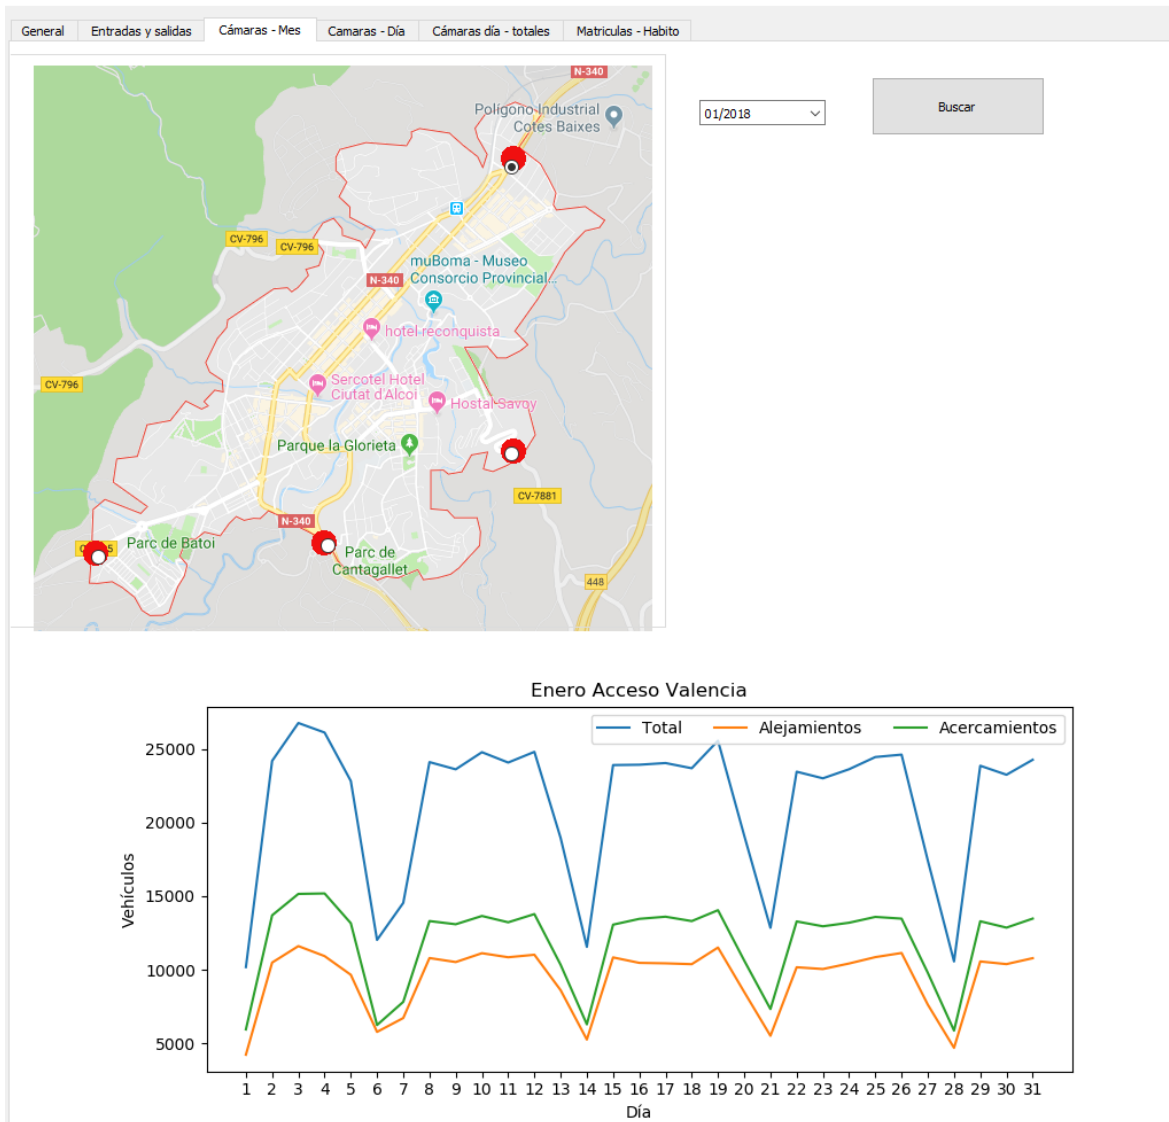 General
Entradas y salidas
Cámaras - Mes
Camaras - Día
Cámaras día - totales
Matriculas - Habito
01/2018
Buscar
N-340
Polígono Industrial
Cotes Baixes
CV-796
CV-796
muBoma - Museo
Consorcio Provincial...
N-340
hotel reconquista
CV-796
Sercotel Hotel
Ciutat d'Alcoi
Hostal Savoy
Parque la Glorieta
CV-7881
N-340
Parc de Batoi
Parc de
Cantagallet
448
Enero Acceso Valencia
Total
Alejamientos
Acercamientos
25000
20000
15000
10000
5000
Vehículos
1 2 3 4 5 6 7 8 9 10 11 12 13 14 15 16 17 18 19 20 21 22 23 24 25 26 27 28 29 30 31
Día